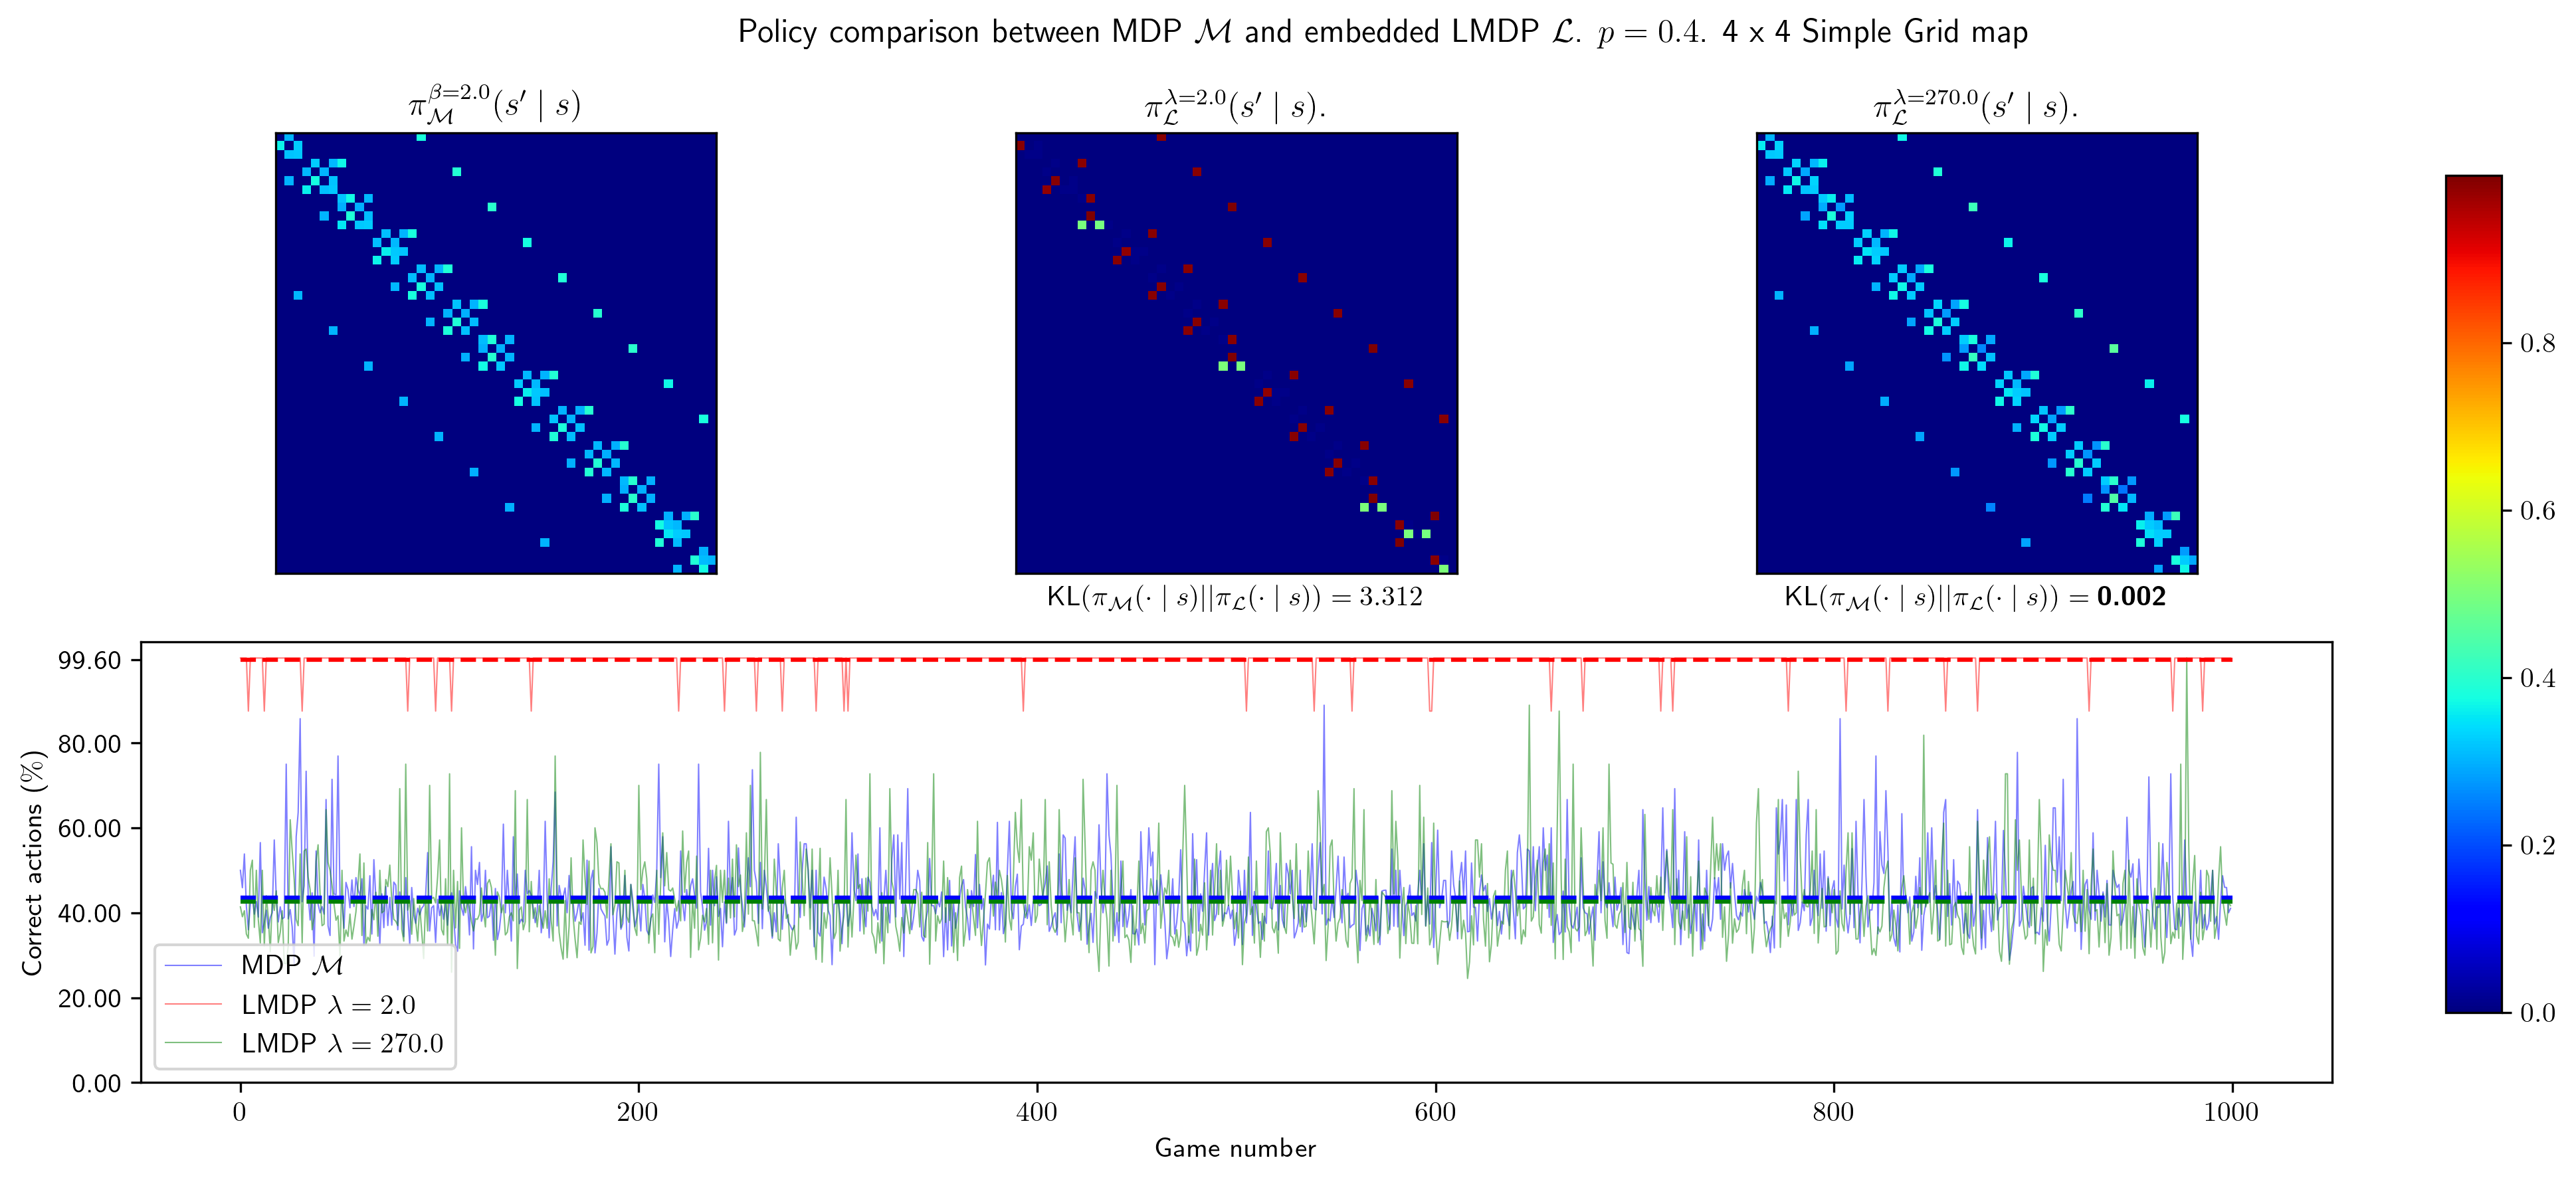 Policy comparison between MDP ℳ and embedded LMDP ℒ. p = 0.4. 4 x 4 Simple Grid map
π_ℳ^{β=2.0}(s′ | s)
π_ℒ^{λ=2.0}(s′ | s).
π_ℒ^{λ=270.0}(s′ | s).
KL(π_ℳ(· | s)||π_ℒ(· | s)) = 3.312
KL(π_ℳ(· | s)||π_ℒ(· | s)) = 0.002
0.8
0.6
0.4
0.2
0.0
Correct actions (%)
99.60
80.00
60.00
40.00
20.00
0.00
MDP ℳ
LMDP λ = 2.0
LMDP λ = 270.0
0
200
400
600
800
1000
Game number